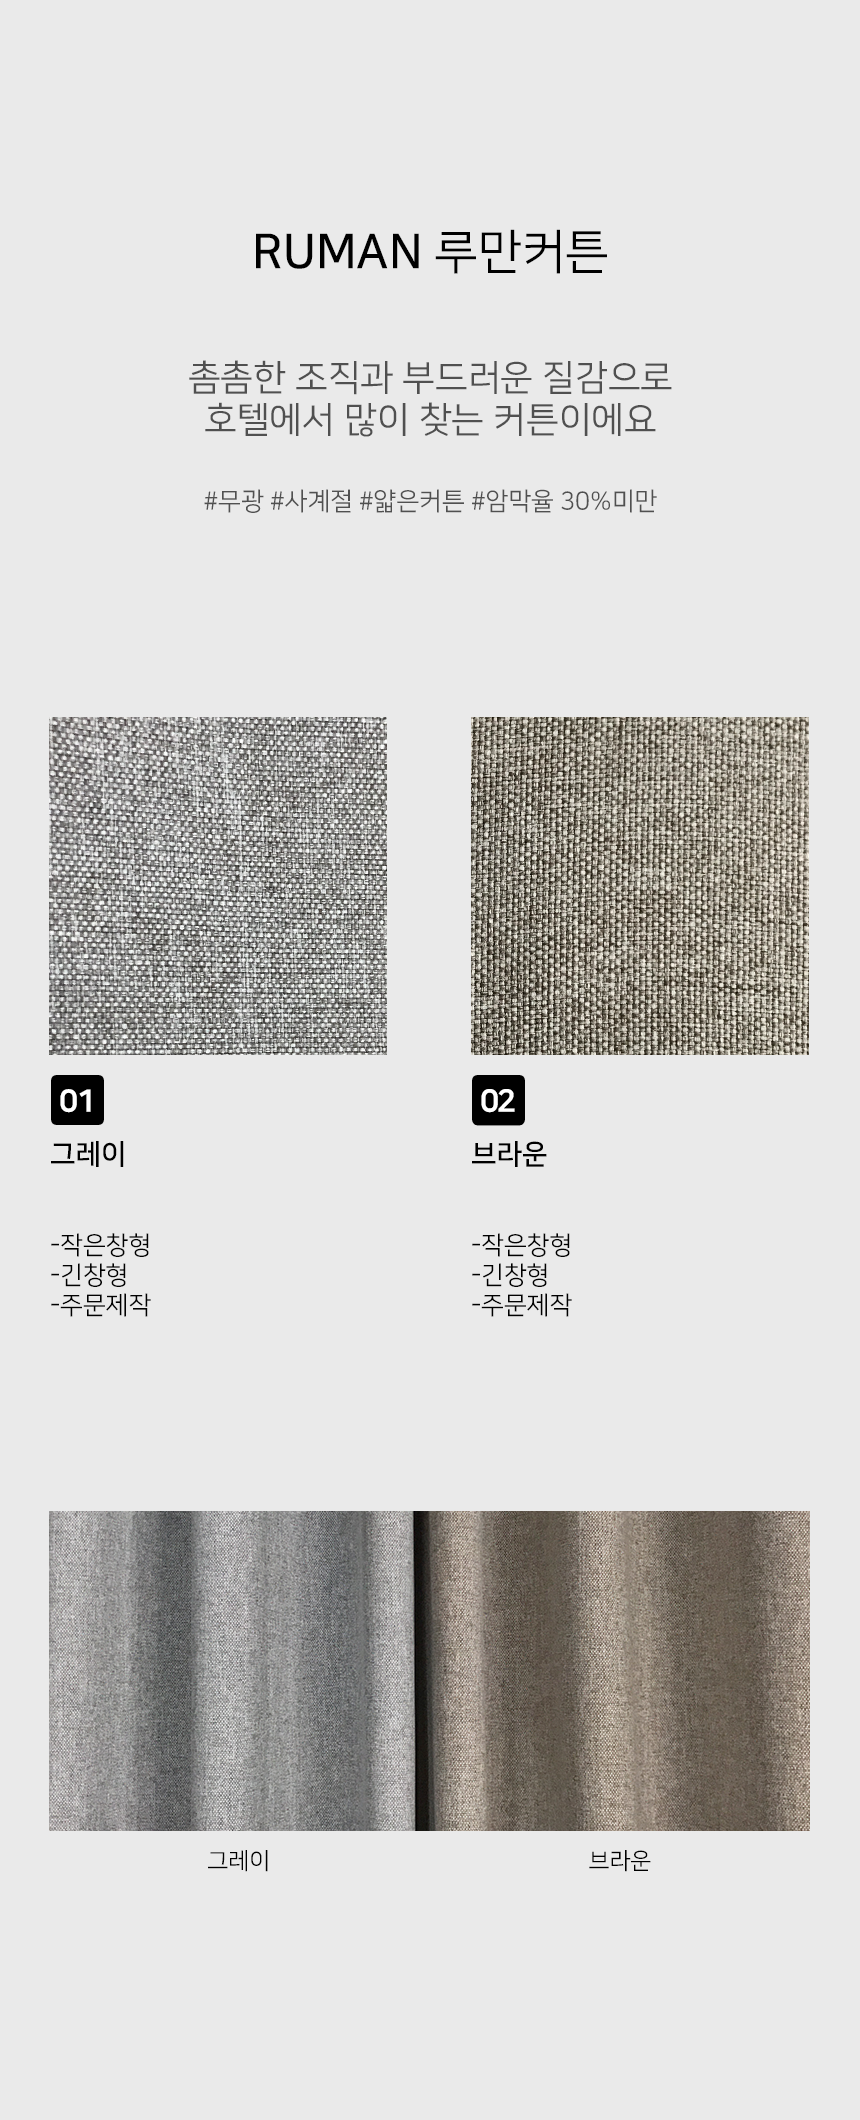 RUMAN 루만커튼
촘촘한 조직과 부드러운 질감으로
호텔에서 많이 찾는 커튼이에요
#무광 #사계절 #얇은커튼 #암막율 30%미만
01
그레이
-작은창형
-긴창형
-주문제작
02
브라운
-작은창형
-긴창형
-주문제작
그레이
브라운